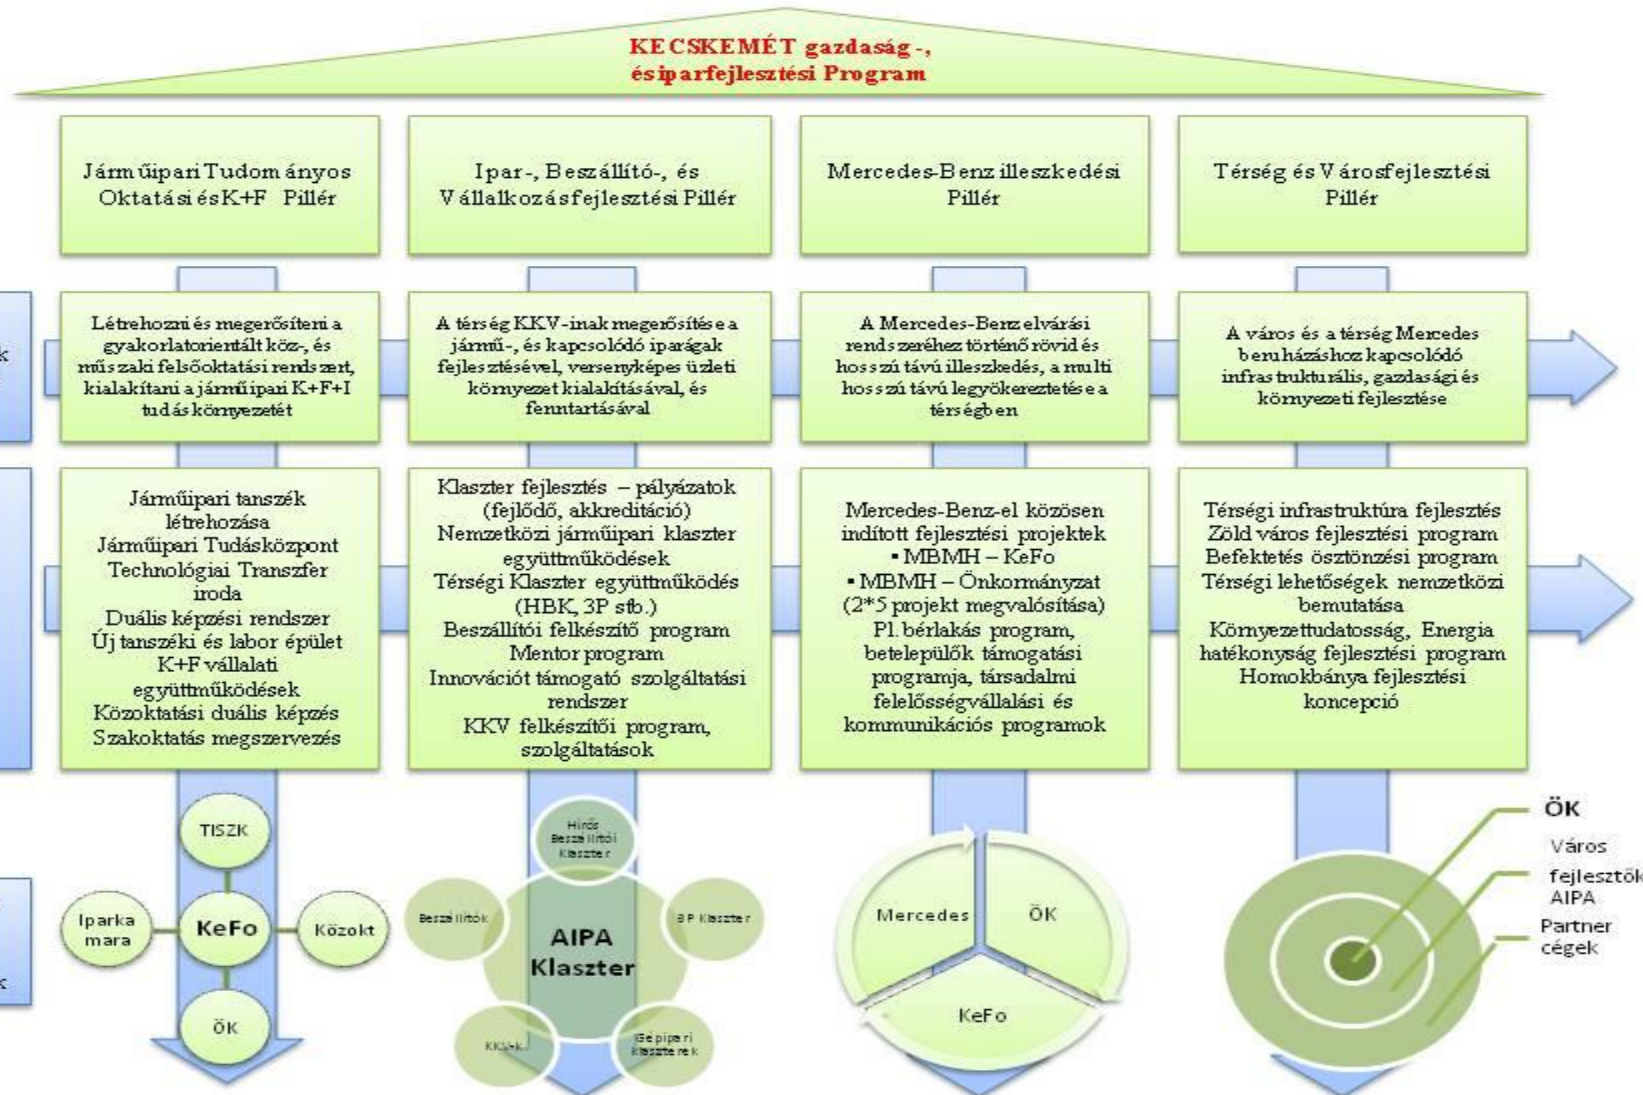 KECSKEMÉT gazdaság-,
és iparfejlesztési Program
Járműipari Tudományos
Oktatási és K+F Pillér
Ipar-, Beszállító-, és
Vállalkozásfejlesztési Pillér
Mercedes-Benz illeszkedési
Pillér
Térség és Városfejlesztési
Pillér
k
Létrehozni és megerősíteni a
gyakorlatorientált köz-, és
műszaki felsőoktatási rendszert,
kialakítani a járműipari K+F+I
tudás környezetét
A térség KKV-inak megerősítése a
jármű-, és kapcsolódó iparágak
fejlesztésével, versenyképes üzleti
környezet kialakításával, és
fenntartásával
A Mercedes-Benz elvárási
rendszeréhez történő rövid és
hosszú távú illeszkedés, a multi
hosszú távú legyökereztetése a
térségben
A város és a térség Mercedes
beruházáshoz kapcsolódó
infrastrukturális, gazdasági és
környezeti fejlesztése
Járműipari tanszék
létrehozása
Járműipari Tudásközpont
Technológiai Transzfer
iroda
Duális képzési rendszer
Új tanszéki és labor épület
K+F vállalati
együttműködések
Közoktatási duális képzés
Szakoktatás megszervezés
Klaszter fejlesztés – pályázatok
(fejlődő, akkreditáció)
Nemzetközi járműipari klaszter
együttműködések
Térségi Klaszter együttműködés
(HBK, 3P stb.)
Beszállítói felkészítő program
Mentor program
Innovációt támogató szolgáltatási
rendszer
KKV felkészítői program,
szolgáltatások
Mercedes-Benz-el közösen
indított fejlesztési projektek
▪ MBMH – KeFo
▪ MBMH – Önkormányzat
(2*5 projekt megvalósítása)
Pl. bérlakás program,
betelepülők támogatási
programja, társadalmi
felelősségvállalási és
kommunikációs programok
Térségi infrastruktúra fejlesztés
Zöld város fejlesztési program
Befektetés ösztönzési program
Térségi lehetőségek nemzetközi
bemutatása
Környezettudatosság, Energia
hatékonyság fejlesztési program
Homokbánya fejlesztési
koncepció
k
TISZK
Iparka
mara
KeFo
Közokt
ÖK
Hírös
Beszállítói
Klaszter
Beszállítók
3P Klaszter
AIPA
Klaszter
KKV-k
Gépipari
klaszterek
Mercedes
ÖK
KeFo
ÖK
Város
fejlesztők
AIPA
Partner
cégek